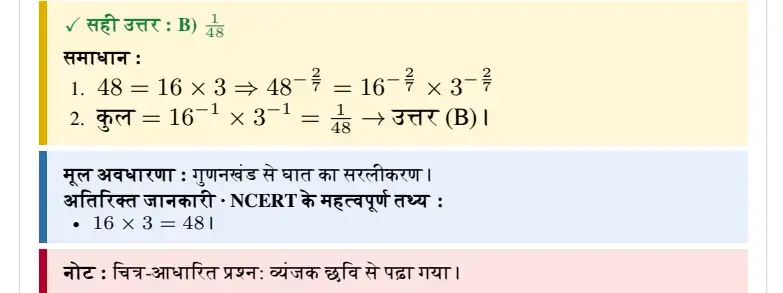 ✓ सही उत्तर : B) 1/48
समाधान :
1. 48 = 16 × 3 ⇒ 48^{-2/7} = 16^{-2/7} × 3^{-2/7}
2. कुल = 16^{-1} × 3^{-1} = 1/48 → उत्तर (B)।
मूल अवधारणा : गुणनखंड से घात का सरलीकरण।
अतिरिक्त जानकारी · NCERT के महत्वपूर्ण तथ्य :
• 16 × 3 = 48।
नोट : चित्र-आधारित प्रश्न: व्यंजक छवि से पढ़ा गया।